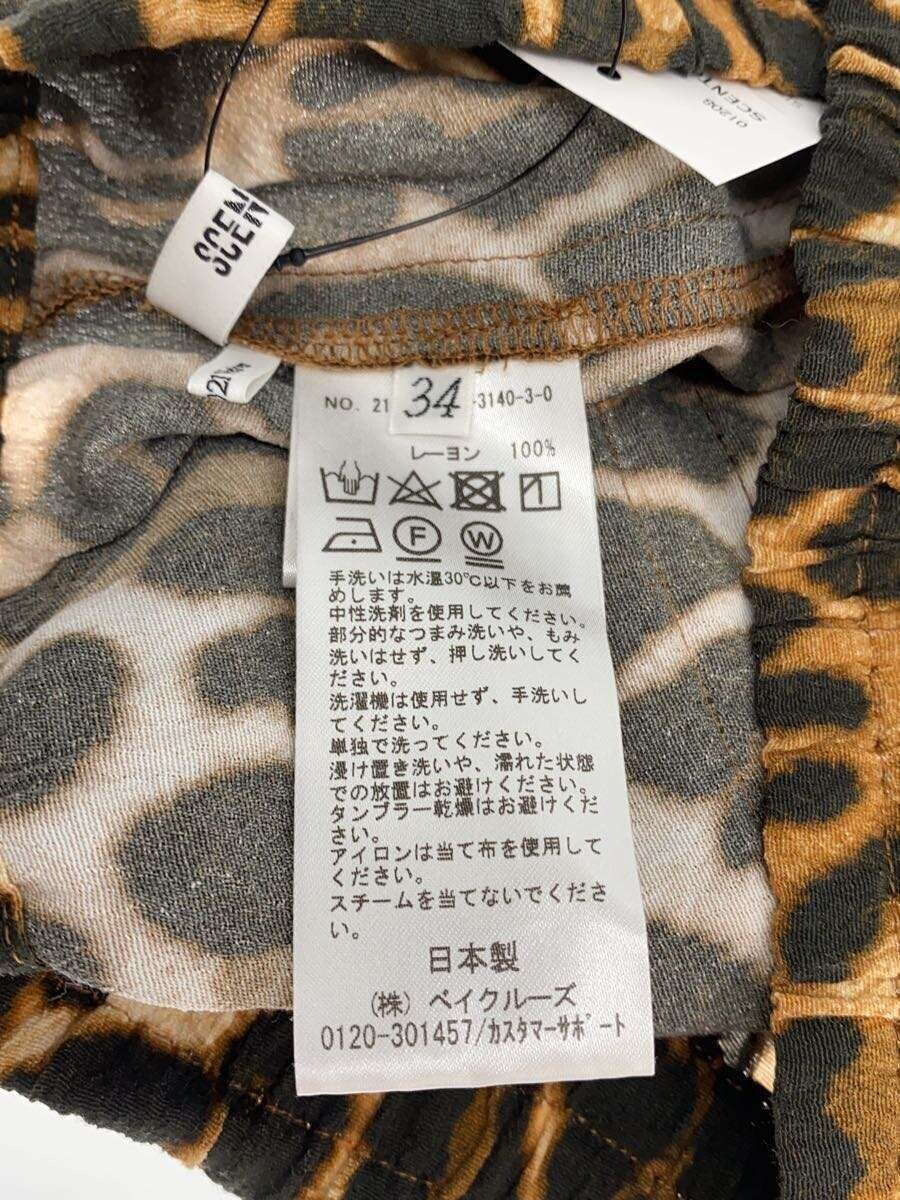 01208
SCENT
SCEN
SCEN
34
NO. 21 -3140-3-0
レーヨン 100%
F
W
手洗いは水温30℃以下をお薦
めします。
中性洗剤を使用してください。
部分的なつまみ洗いや、もみ
洗いはせず、押し洗いしてく
ださい。
洗濯機は使用せず、手洗いし
てください。
単独で洗ってください。
浸け置き洗いや、濡れた状態
での放置はお避けください。
タンブラー乾燥はお避けくだ
さい。
アイロンは当て布を使用して
ください。
スチームを当てないでくださ
い。
日本製
(株) ベイクルーズ
0120-301457/カスタマーサポート